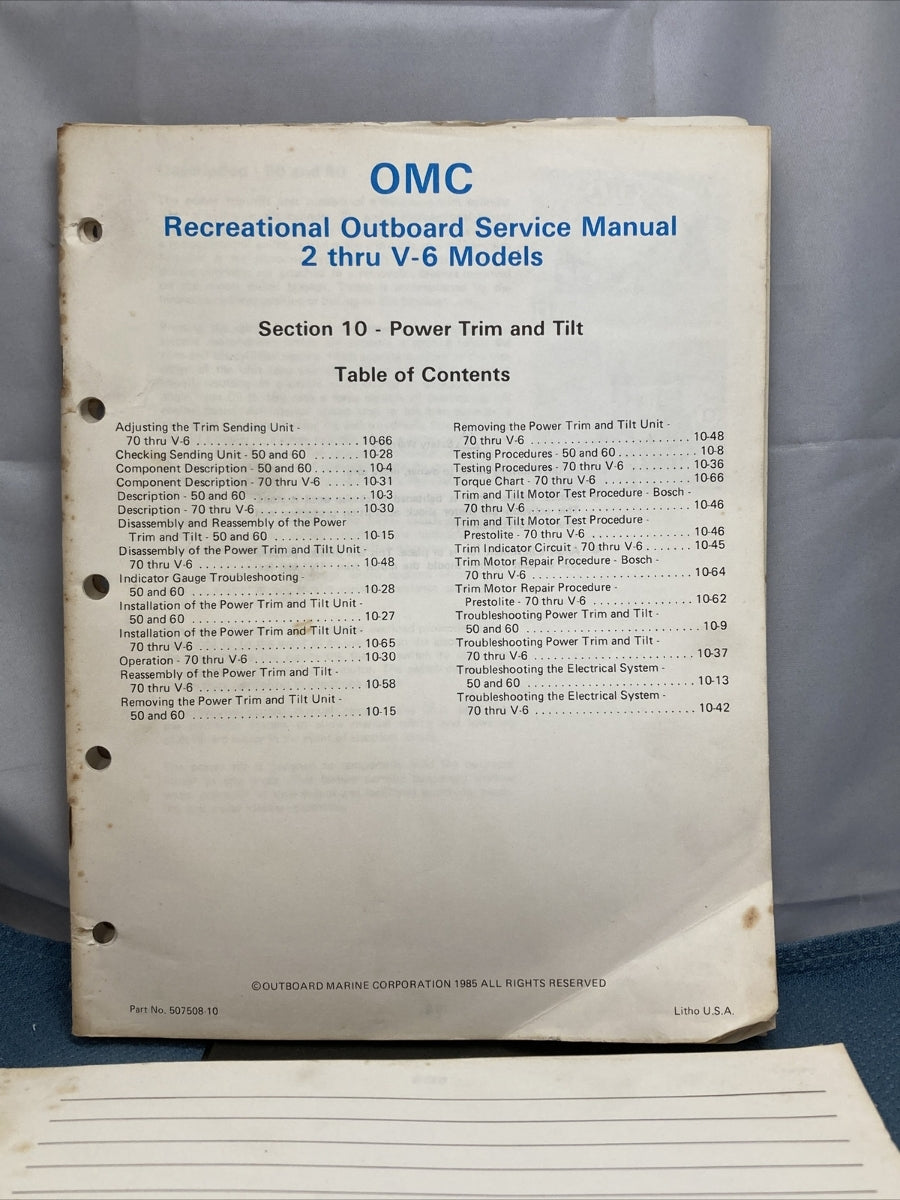 OMC
Recreational Outboard Service Manual
2 thru V-6 Models
Section 10 - Power Trim and Tilt
Table of Contents
Adjusting the Trim Sending Unit -
70 thru V-6 . . . . . . . . . . . . . . . . . . . . . . . . 10-66
Checking Sending Unit - 50 and 60 . . . . . . . 10-28
Component Description - 50 and 60 . . . . . . . . 10-4
Component Description - 70 thru V-6 . . . . . 10-31
Description - 50 and 60 . . . . . . . . . . . . . . . . . 10-3
Description - 70 thru V-6 . . . . . . . . . . . . . . . 10-30
Disassembly and Reassembly of the Power
Trim and Tilt - 50 and 60 . . . . . . . . . . . . . 10-15
Disassembly of the Power Trim and Tilt Unit -
70 thru V-6 . . . . . . . . . . . . . . . . . . . . . . . . 10-48
Indicator Gauge Troubleshooting -
50 and 60 . . . . . . . . . . . . . . . . . . . . . . . . . 10-28
Installation of the Power Trim and Tilt Unit -
50 and 60 . . . . . . . . . . . . . . . . . . . . . . . . . 10-27
Installation of the Power Trim and Tilt Unit -
70 thru V-6 . . . . . . . . . . . . . . . . . . . . . . . . 10-65
Operation - 70 thru V-6 . . . . . . . . . . . . . . . . 10-30
Reassembly of the Power Trim and Tilt -
70 thru V-6 . . . . . . . . . . . . . . . . . . . . . . . . 10-58
Removing the Power Trim and Tilt Unit -
50 and 60 . . . . . . . . . . . . . . . . . . . . . . . . . 10-15
Removing the Power Trim and Tilt Unit -
70 thru V-6 . . . . . . . . . . . . . . . . . . . . . . . . 10-48
Testing Procedures - 50 and 60 . . . . . . . . . . . . 10-8
Testing Procedures - 70 thru V-6 . . . . . . . . . 10-36
Torque Chart - 70 thru V-6 . . . . . . . . . . . . . . 10-66
Trim and Tilt Motor Test Procedure - Bosch -
70 thru V-6 . . . . . . . . . . . . . . . . . . . . . . . . 10-46
Trim and Tilt Motor Test Procedure -
Prestolite - 70 thru V-6 . . . . . . . . . . . . . . . 10-46
Trim Indicator Circuit - 70 thru V-6 . . . . . . . 10-45
Trim Motor Repair Procedure - Bosch -
70 thru V-6 . . . . . . . . . . . . . . . . . . . . . . . . 10-64
Trim Motor Repair Procedure -
Prestolite - 70 thru V-6 . . . . . . . . . . . . . . . 10-62
Troubleshooting Power Trim and Tilt -
50 and 60 . . . . . . . . . . . . . . . . . . . . . . . . . . 10-9
Troubleshooting Power Trim and Tilt -
70 thru V-6 . . . . . . . . . . . . . . . . . . . . . . . . 10-37
Troubleshooting the Electrical System -
50 and 60 . . . . . . . . . . . . . . . . . . . . . . . . . 10-13
Troubleshooting the Electrical System -
70 thru V-6 . . . . . . . . . . . . . . . . . . . . . . . . 10-42
©OUTBOARD MARINE CORPORATION 1985 ALL RIGHTS RESERVED
Part No. 507508-10
Litho U.S.A.